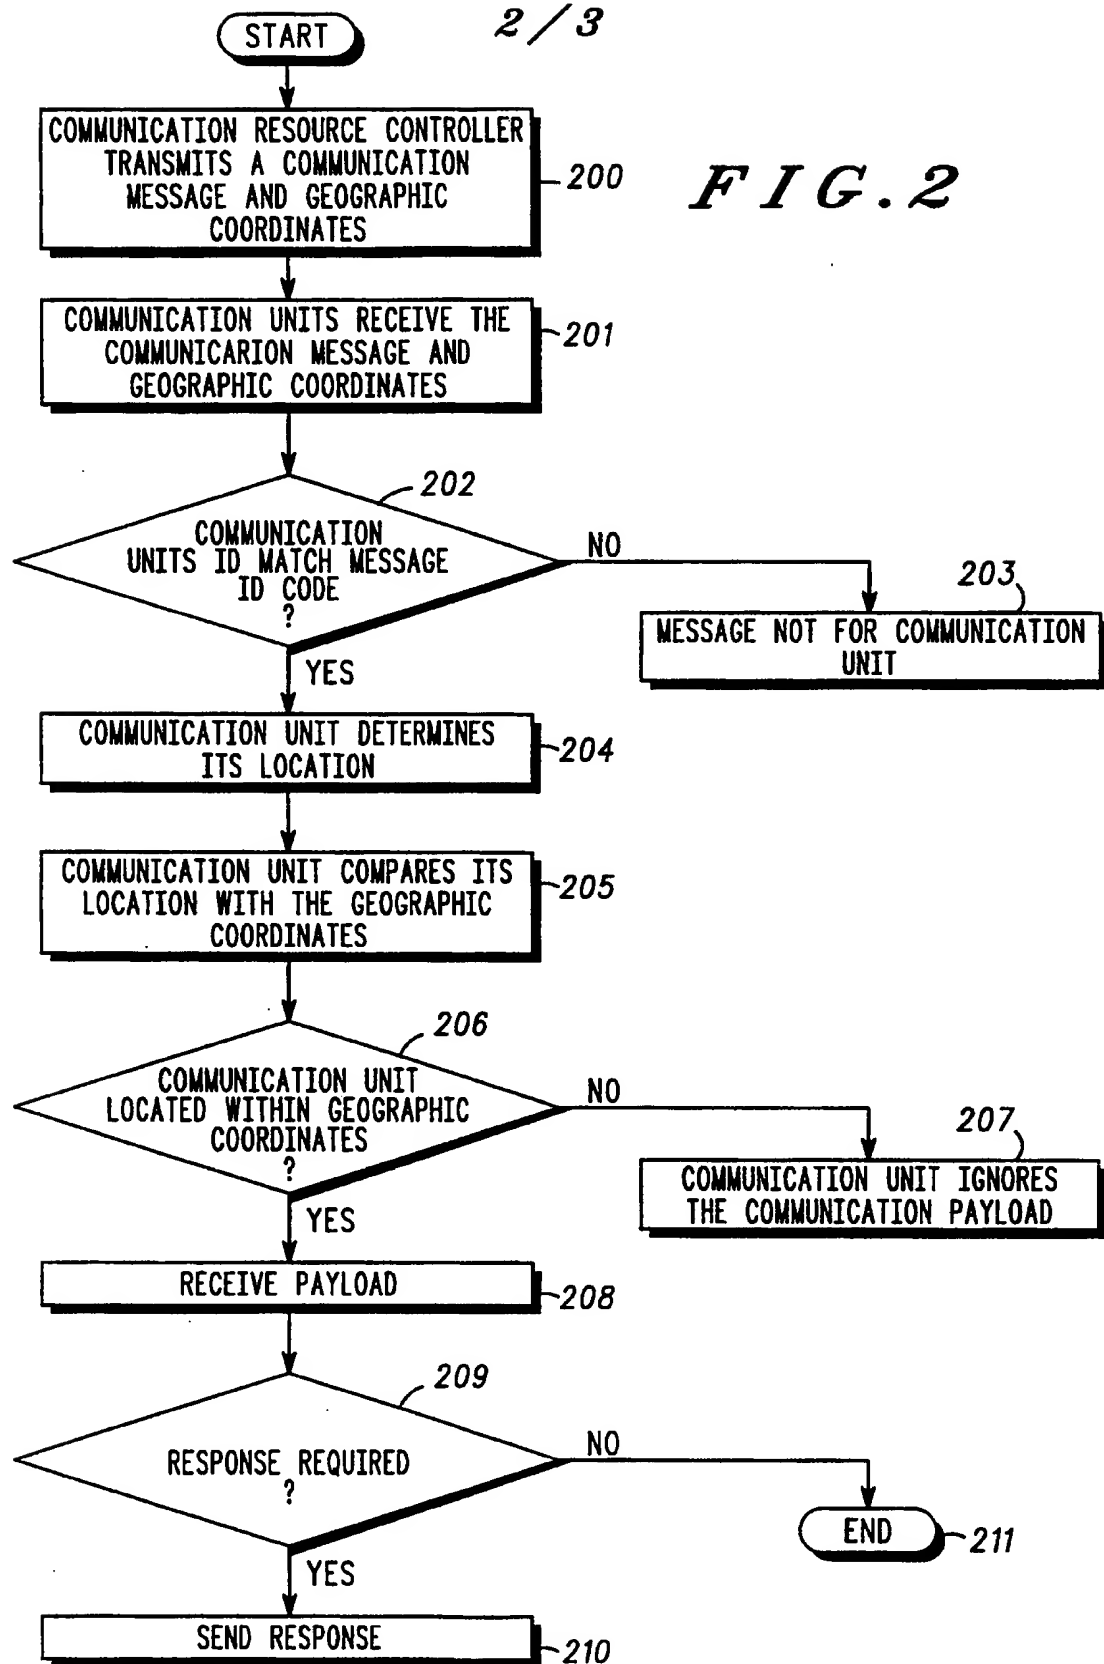 START
2/3
COMMUNICATION RESOURCE CONTROLLER
TRANSMITS A COMMUNICATION
MESSAGE AND GEOGRAPHIC
COORDINATES
200
FIG.2
COMMUNICATION UNITS RECEIVE THE
COMMUNICARION MESSAGE AND
GEOGRAPHIC COORDINATES
201
202
COMMUNICATION
UNITS ID MATCH MESSAGE
ID CODE
?
NO
203
MESSAGE NOT FOR COMMUNICATION
UNIT
YES
COMMUNICATION UNIT DETERMINES
ITS LOCATION
204
COMMUNICATION UNIT COMPARES ITS
LOCATION WITH THE GEOGRAPHIC
COORDINATES
205
206
COMMUNICATION UNIT
LOCATED WITHIN GEOGRAPHIC
COORDINATES
?
NO
207
COMMUNICATION UNIT IGNORES
THE COMMUNICATION PAYLOAD
YES
RECEIVE PAYLOAD
208
209
RESPONSE REQUIRED
?
NO
END
211
YES
SEND RESPONSE
210